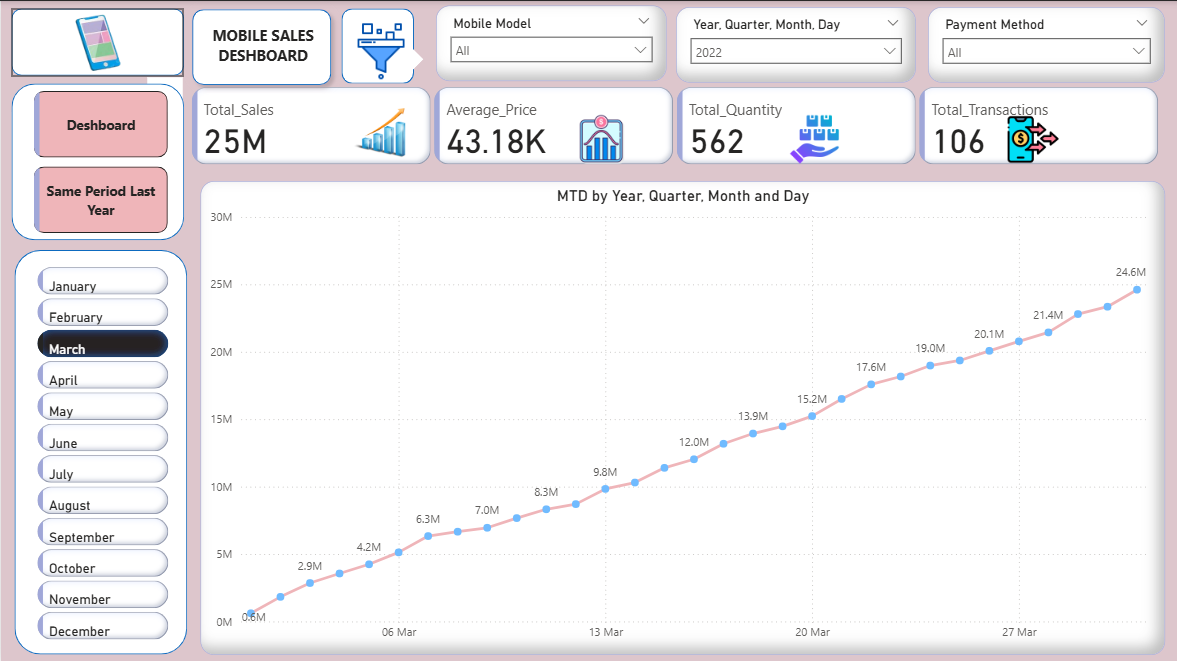 MOBILE SALES
DESHBOARD
Mobile Model
All
Year, Quarter, Month, Day
2022
Payment Method
All
Deshboard
Same Period Last
Year
Total_Sales
25M
Average_Price
43.18K
Total_Quantity
562
Total_Transactions
106
January
February
March
April
May
June
July
August
September
October
November
December
MTD by Year, Quarter, Month and Day
30M
25M
20M
15M
10M
5M
0M
0.6M
2.9M
4.2M
6.3M
7.0M
8.3M
9.8M
12.0M
13.9M
15.2M
17.6M
19.0M
20.1M
21.4M
24.6M
06 Mar
13 Mar
20 Mar
27 Mar